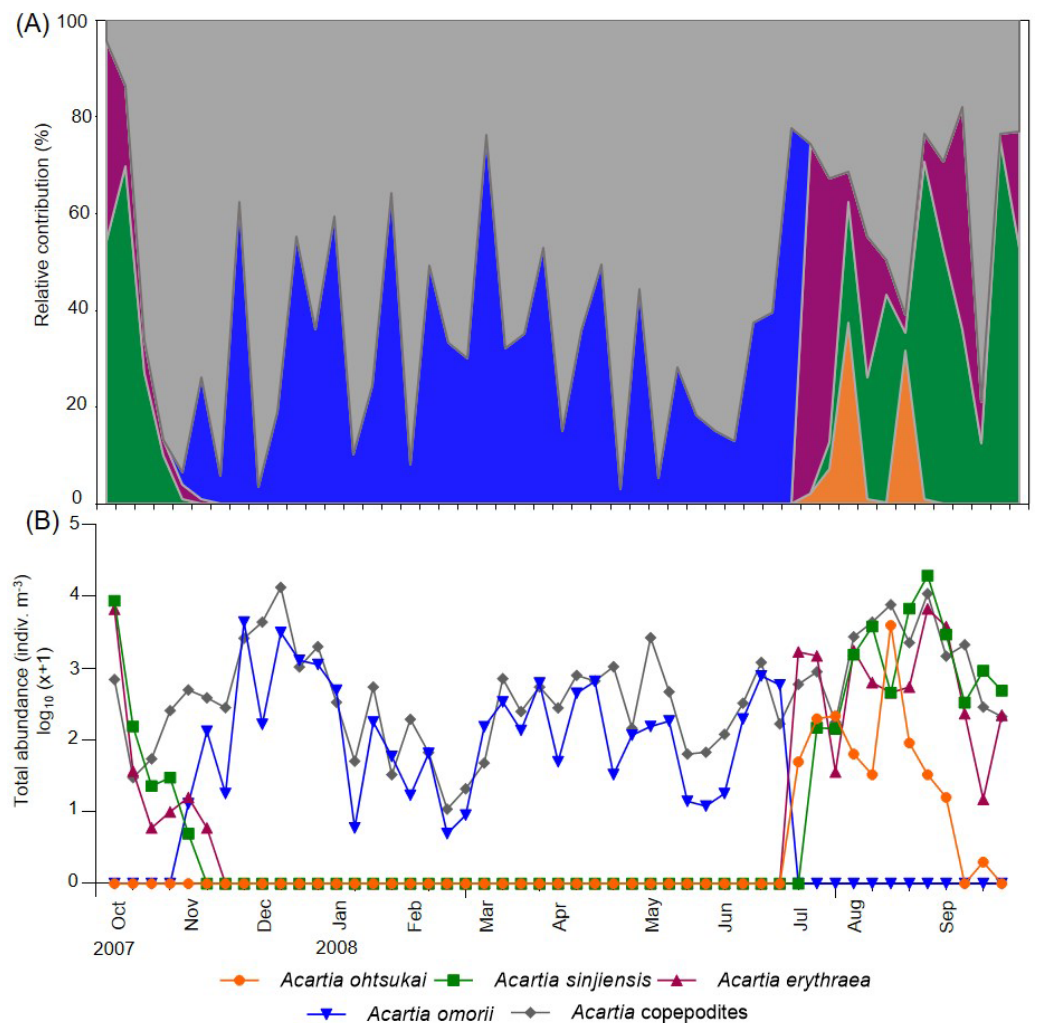 (A)
100
80
60
40
20
0
Relative contribution (%)
(B)
5
4
3
2
1
0
Total abundance (indiv. m⁻³)
log₁₀ (x+1)
Oct Nov Dec Jan Feb Mar Apr May Jun Jul Aug Sep
2007 2008
Acartia ohtsukai Acartia sinjiensis Acartia erythraea
Acartia omorii Acartia copepodites